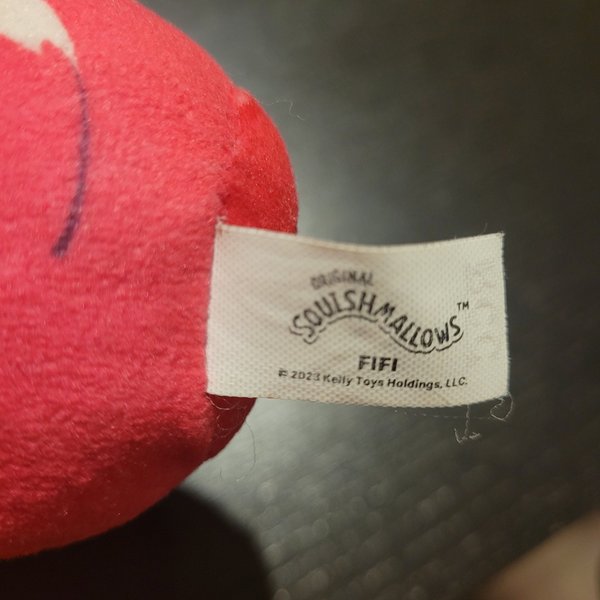 ORIGINAL
SQUISHMALLOWS™
FIFI
© 2023 Kelly Toys Holdings, LLC.